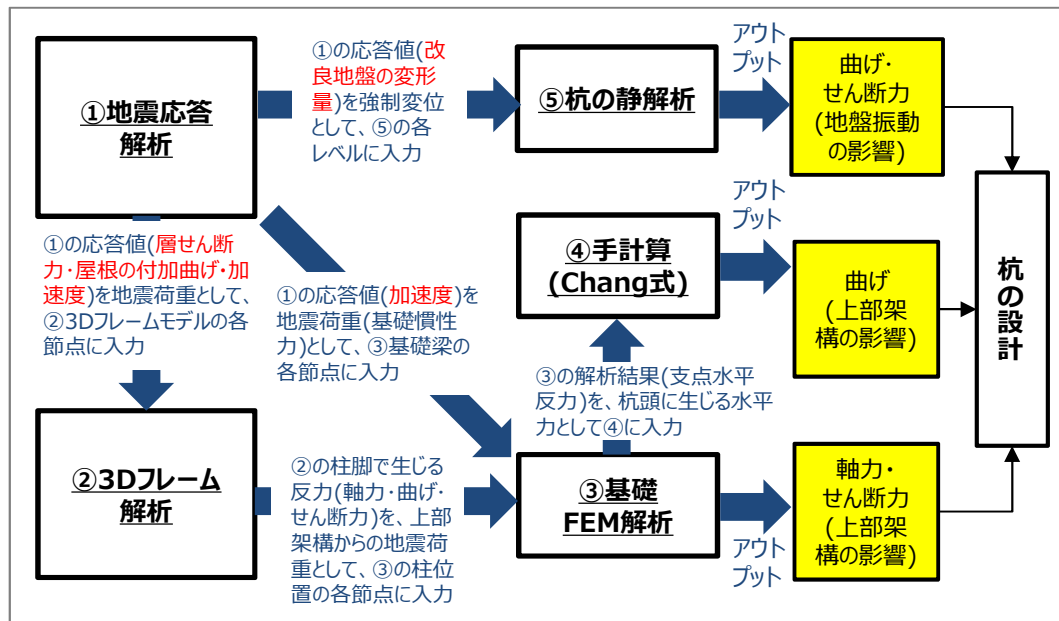 ①地震応答
解析
①の応答値(改
良地盤の変形
量)を強制変位
として、⑤の各
レベルに入力
⑤杭の静解析
アウト
プット
曲げ・
せん断力
(地盤振動
の影響)
①の応答値(層せん断
力・屋根の付加曲げ・加
速度)を地震荷重として、
②3Dフレームモデルの各
節点に入力
①の応答値(加速度)を
地震荷重(基礎慣性
力)として、③基礎梁の
各節点に入力
④手計算
(Chang式)
アウト
プット
曲げ
(上部架
構の影響)
杭の設計
③の解析結果(支点水平
反力)を、杭頭に生じる水平
力として④に入力
②3Dフレーム
解析
②の柱脚で生じる
反力(軸力・曲げ・
せん断力)を、上部
架構からの地震荷
重として、③の柱位
置の各節点に入力
③基礎
FEM解析
アウト
プット
軸力・
せん断力
(上部架
構の影響)